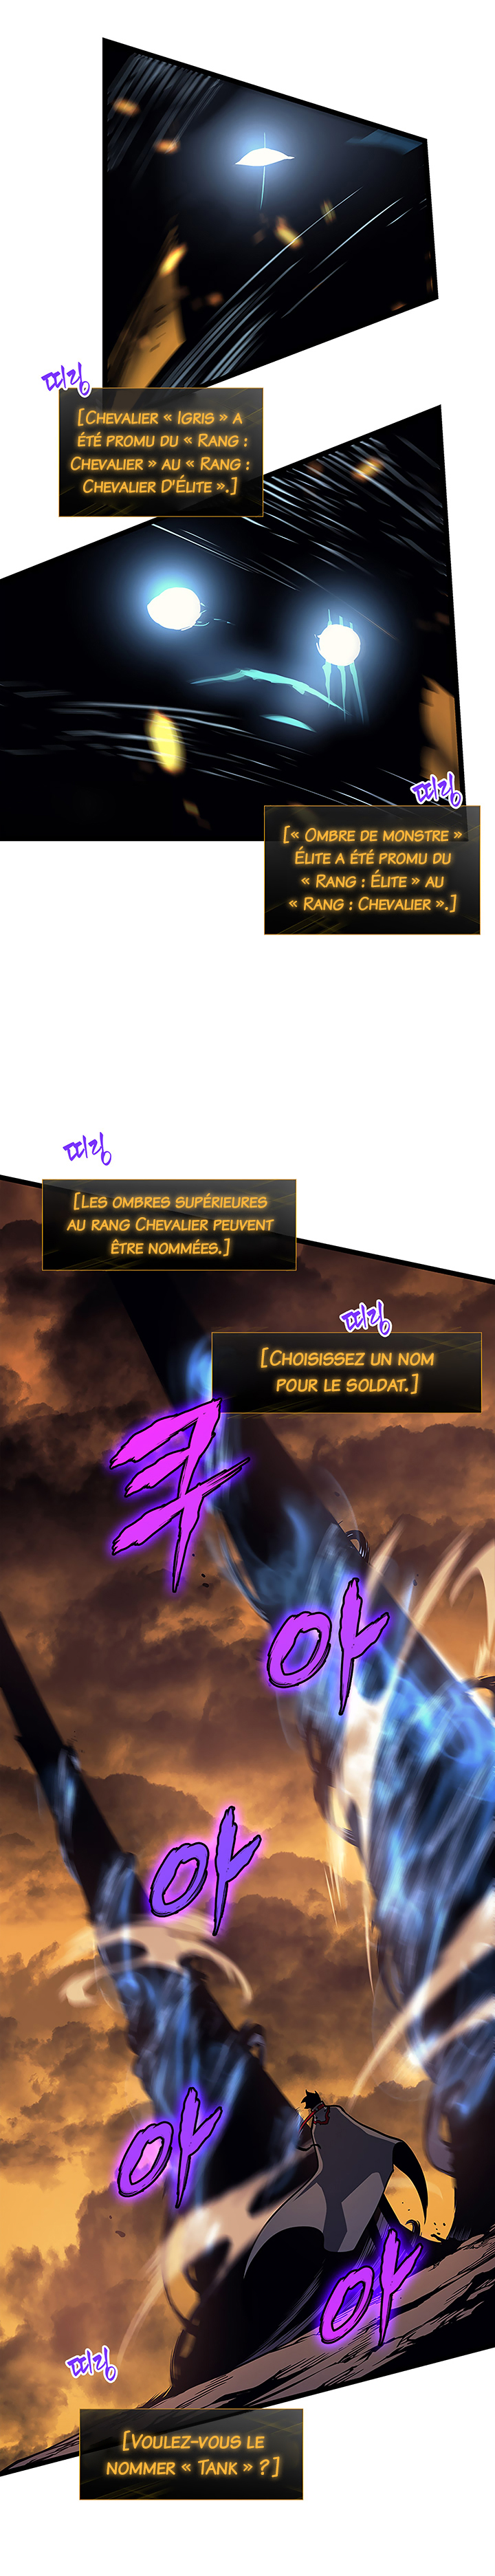 띠링
[Chevalier « Igris » a
été promu du « Rang :
Chevalier » au « Rang :
Chevalier D'Élite ».]
띠링
[« Ombre de monstre »
Élite a été promu du
« Rang : Élite » au
« Rang : Chevalier ».]
띠링
[Les ombres supérieures
au rang Chevalier peuvent
être nommées.]
띠링
[Choisissez un nom
pour le soldat.]
쿠
아
아
아
아
띠링
[Voulez-vous le
nommer « Tank » ?]